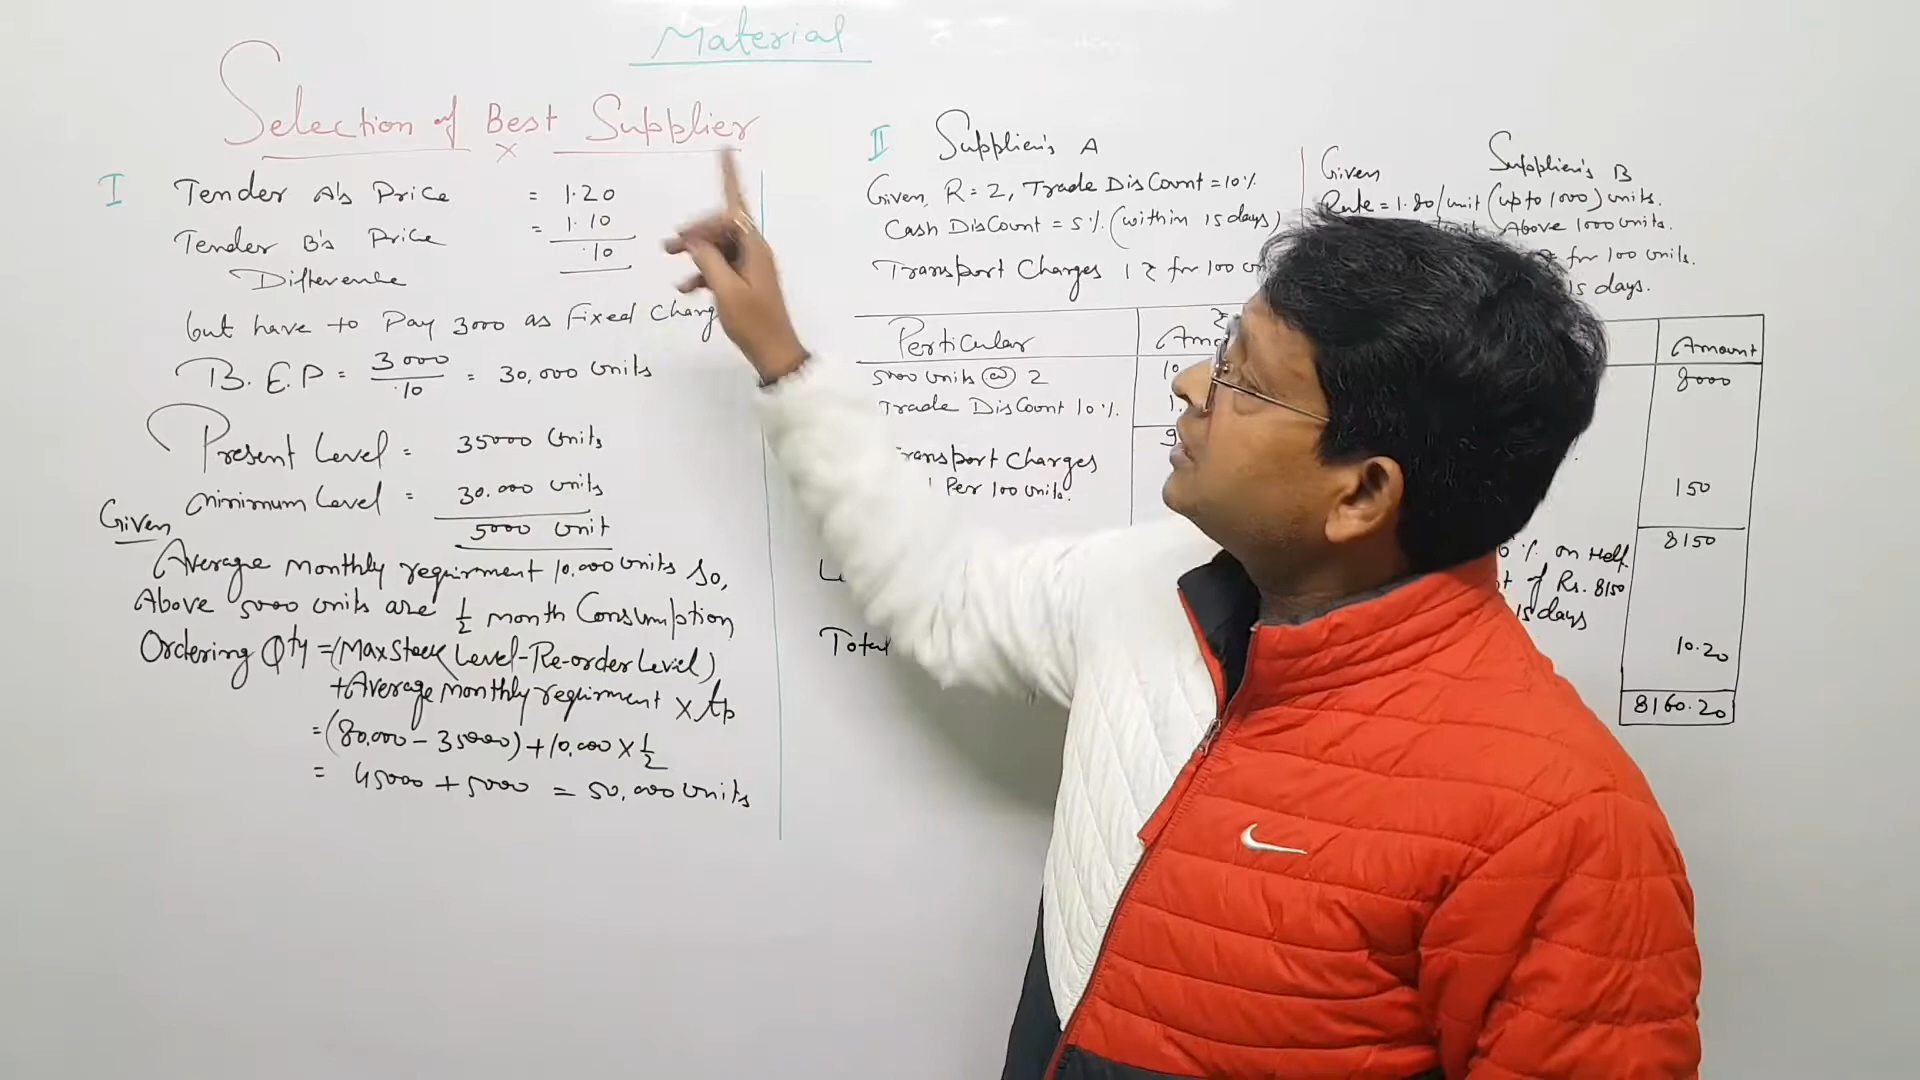 Material
Selection of Best Supplier
x
I
Tender A's Price = 1.20
Tender B's Price = 1.10
Difference .10
but have to Pay 3000 as Fixed Charg
B.E.P = 3000 / .10 = 30,000 units
Present Level = 35000 units
Minimum Level = 30.000 units
5000 unit
Given
Average monthly requirment 10.000 units so,
Above 5000 units are 1/2 month Consumption
Ordering Qty = (Max Stock Level - Re-order Level)
+ Average monthly requirment x
= (80,000 - 35000) + 10,000 x 1/2
= 45000 + 5000 = 50,000 units
II Supplier's A
Given, R = 2, Trade DisCount = 10%
Cash DisCount = 5% (within 15 days)
Transport Charges 1 ₹ for 100
Perticular
₹
Am
5000 units @ 2 10
Trade DisCount 10%. 1
9
ransport Charges
Per 100 units.
Total
Given Supplier's B
Rate = 1.80/unit (up to 1000) units.
Above 1000 units.
for 100 units.
15 days.
Amount
8000
150
8150
% on Half
of Rs. 8150
15 days
10.20
8160.20